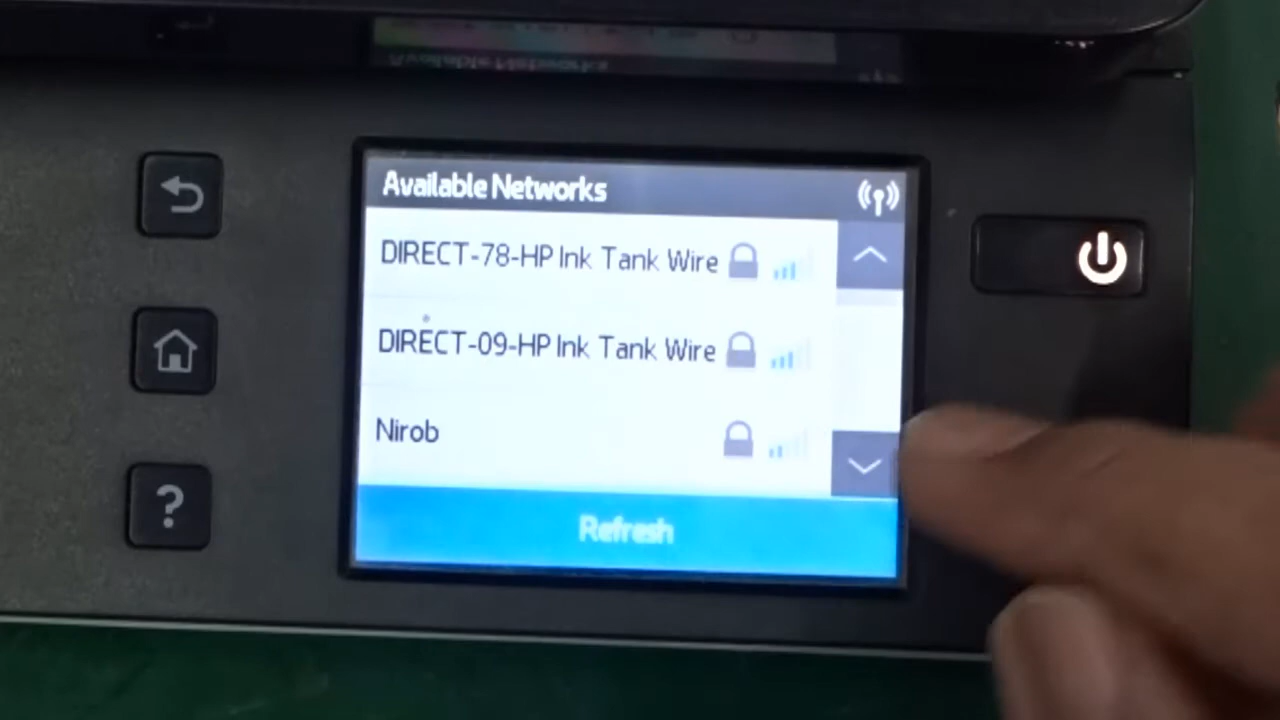 Available Networks
DIRECT-78-HP Ink Tank Wire
DIRECT-09-HP Ink Tank Wire
Nirob
Refresh
?